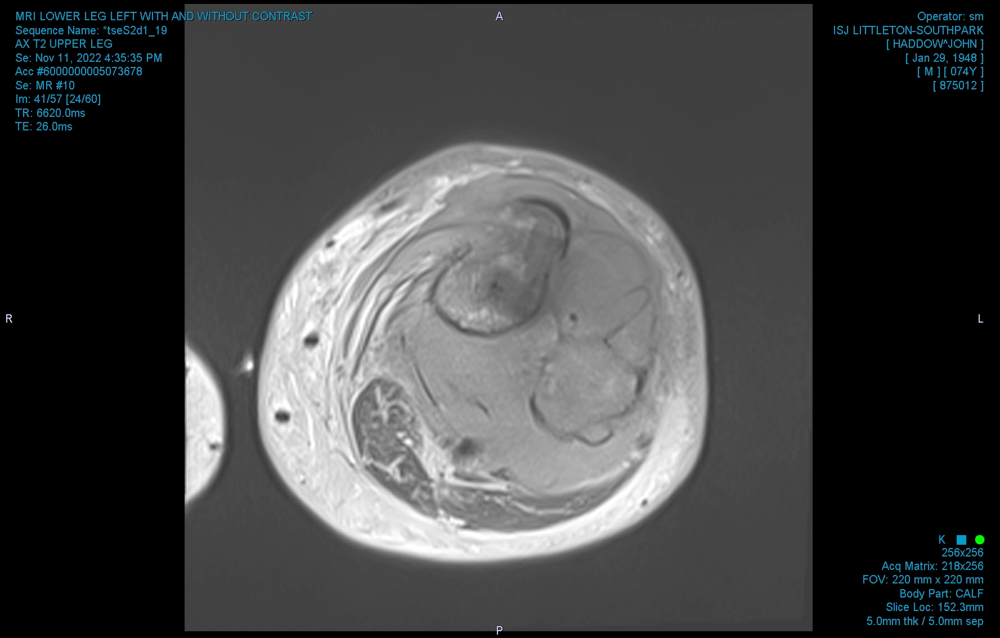 MRI LOWER LEG LEFT WITH AND WITHOUT CONTRAST
Sequence Name: *tseS2d1_19
AX T2 UPPER LEG
Se: Nov 11, 2022 4:35:35 PM
Acc #6000000005073678
Se: MR #10
Im: 41/57 [24/60]
TR: 6620.0ms
TE: 26.0ms
A
Operator: sm
ISJ LITTLETON-SOUTHPARK
[ HADDOW^JOHN ]
[ Jan 29, 1948 ]
[ M ] [ 074Y ]
[ 875012 ]
R
L
K
256x256
Acq Matrix: 218x256
FOV: 220 mm x 220 mm
Body Part: CALF
Slice Loc: 152.3mm
5.0mm thk / 5.0mm sep
P